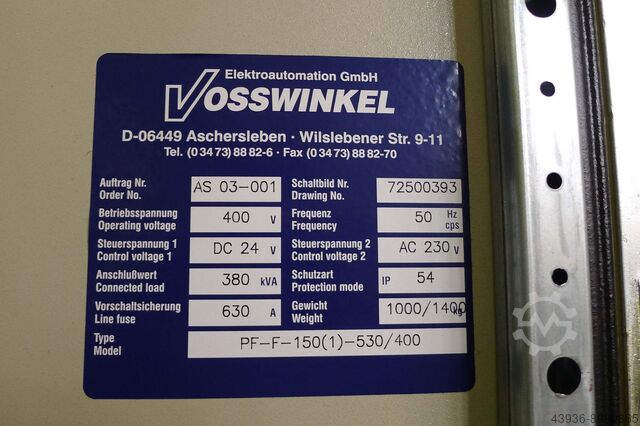 Elektroautomation GmbH
VOSSWINKEL
D-06449 Aschersleben · Wilslebener Str. 9-11
Tel. (0 34 73) 88 82-6 · Fax (0 34 73) 88 82-70
Auftrag Nr. AS 03-001 Schaltbild Nr. 72500393
Order No. Drawing No.
Betriebsspannung 400 V Frequenz 50 Hz
Operating voltage Frequency cps
Steuerspannung 1 DC 24 V Steuerspannung 2 AC 230 V
Control voltage 1 Control voltage 2
Anschlußwert 380 kVA Schutzart IP 54
Connected load Protection mode
Vorschaltsicherung 630 A Gewicht 1000/1400 kg
Line fuse Weight
Type PF-F-150(1)-530/400
Model